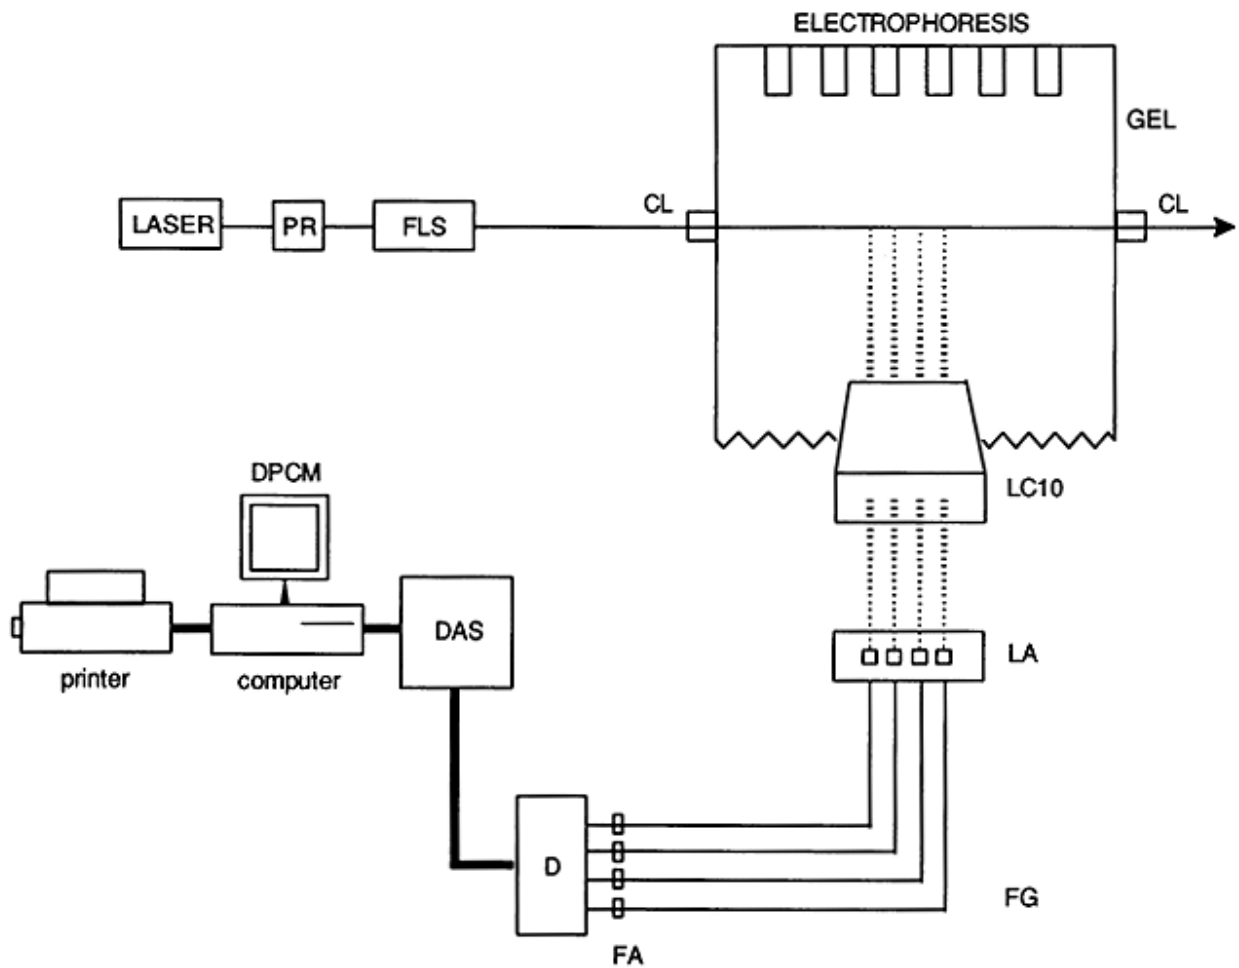 ELECTROPHORESIS
GEL
LASER
PR
FLS
CL
CL
LC10
DPCM
DAS
printer
computer
LA
D
FA
FG